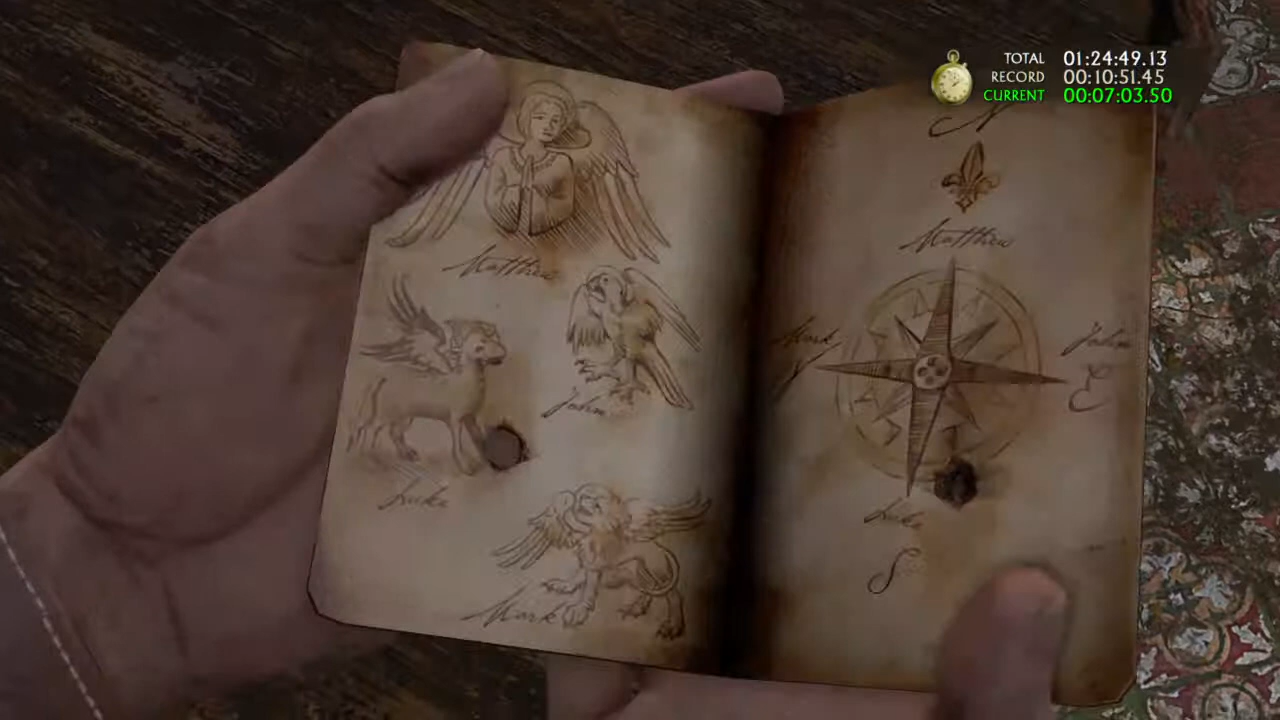 TOTAL 01:24:49.13
RECORD 00:10:51.45
CURRENT 00:07:03.50
Matthew
John
Luke
Mark
N
Matthew
Mark
John
W
E
Luke
S